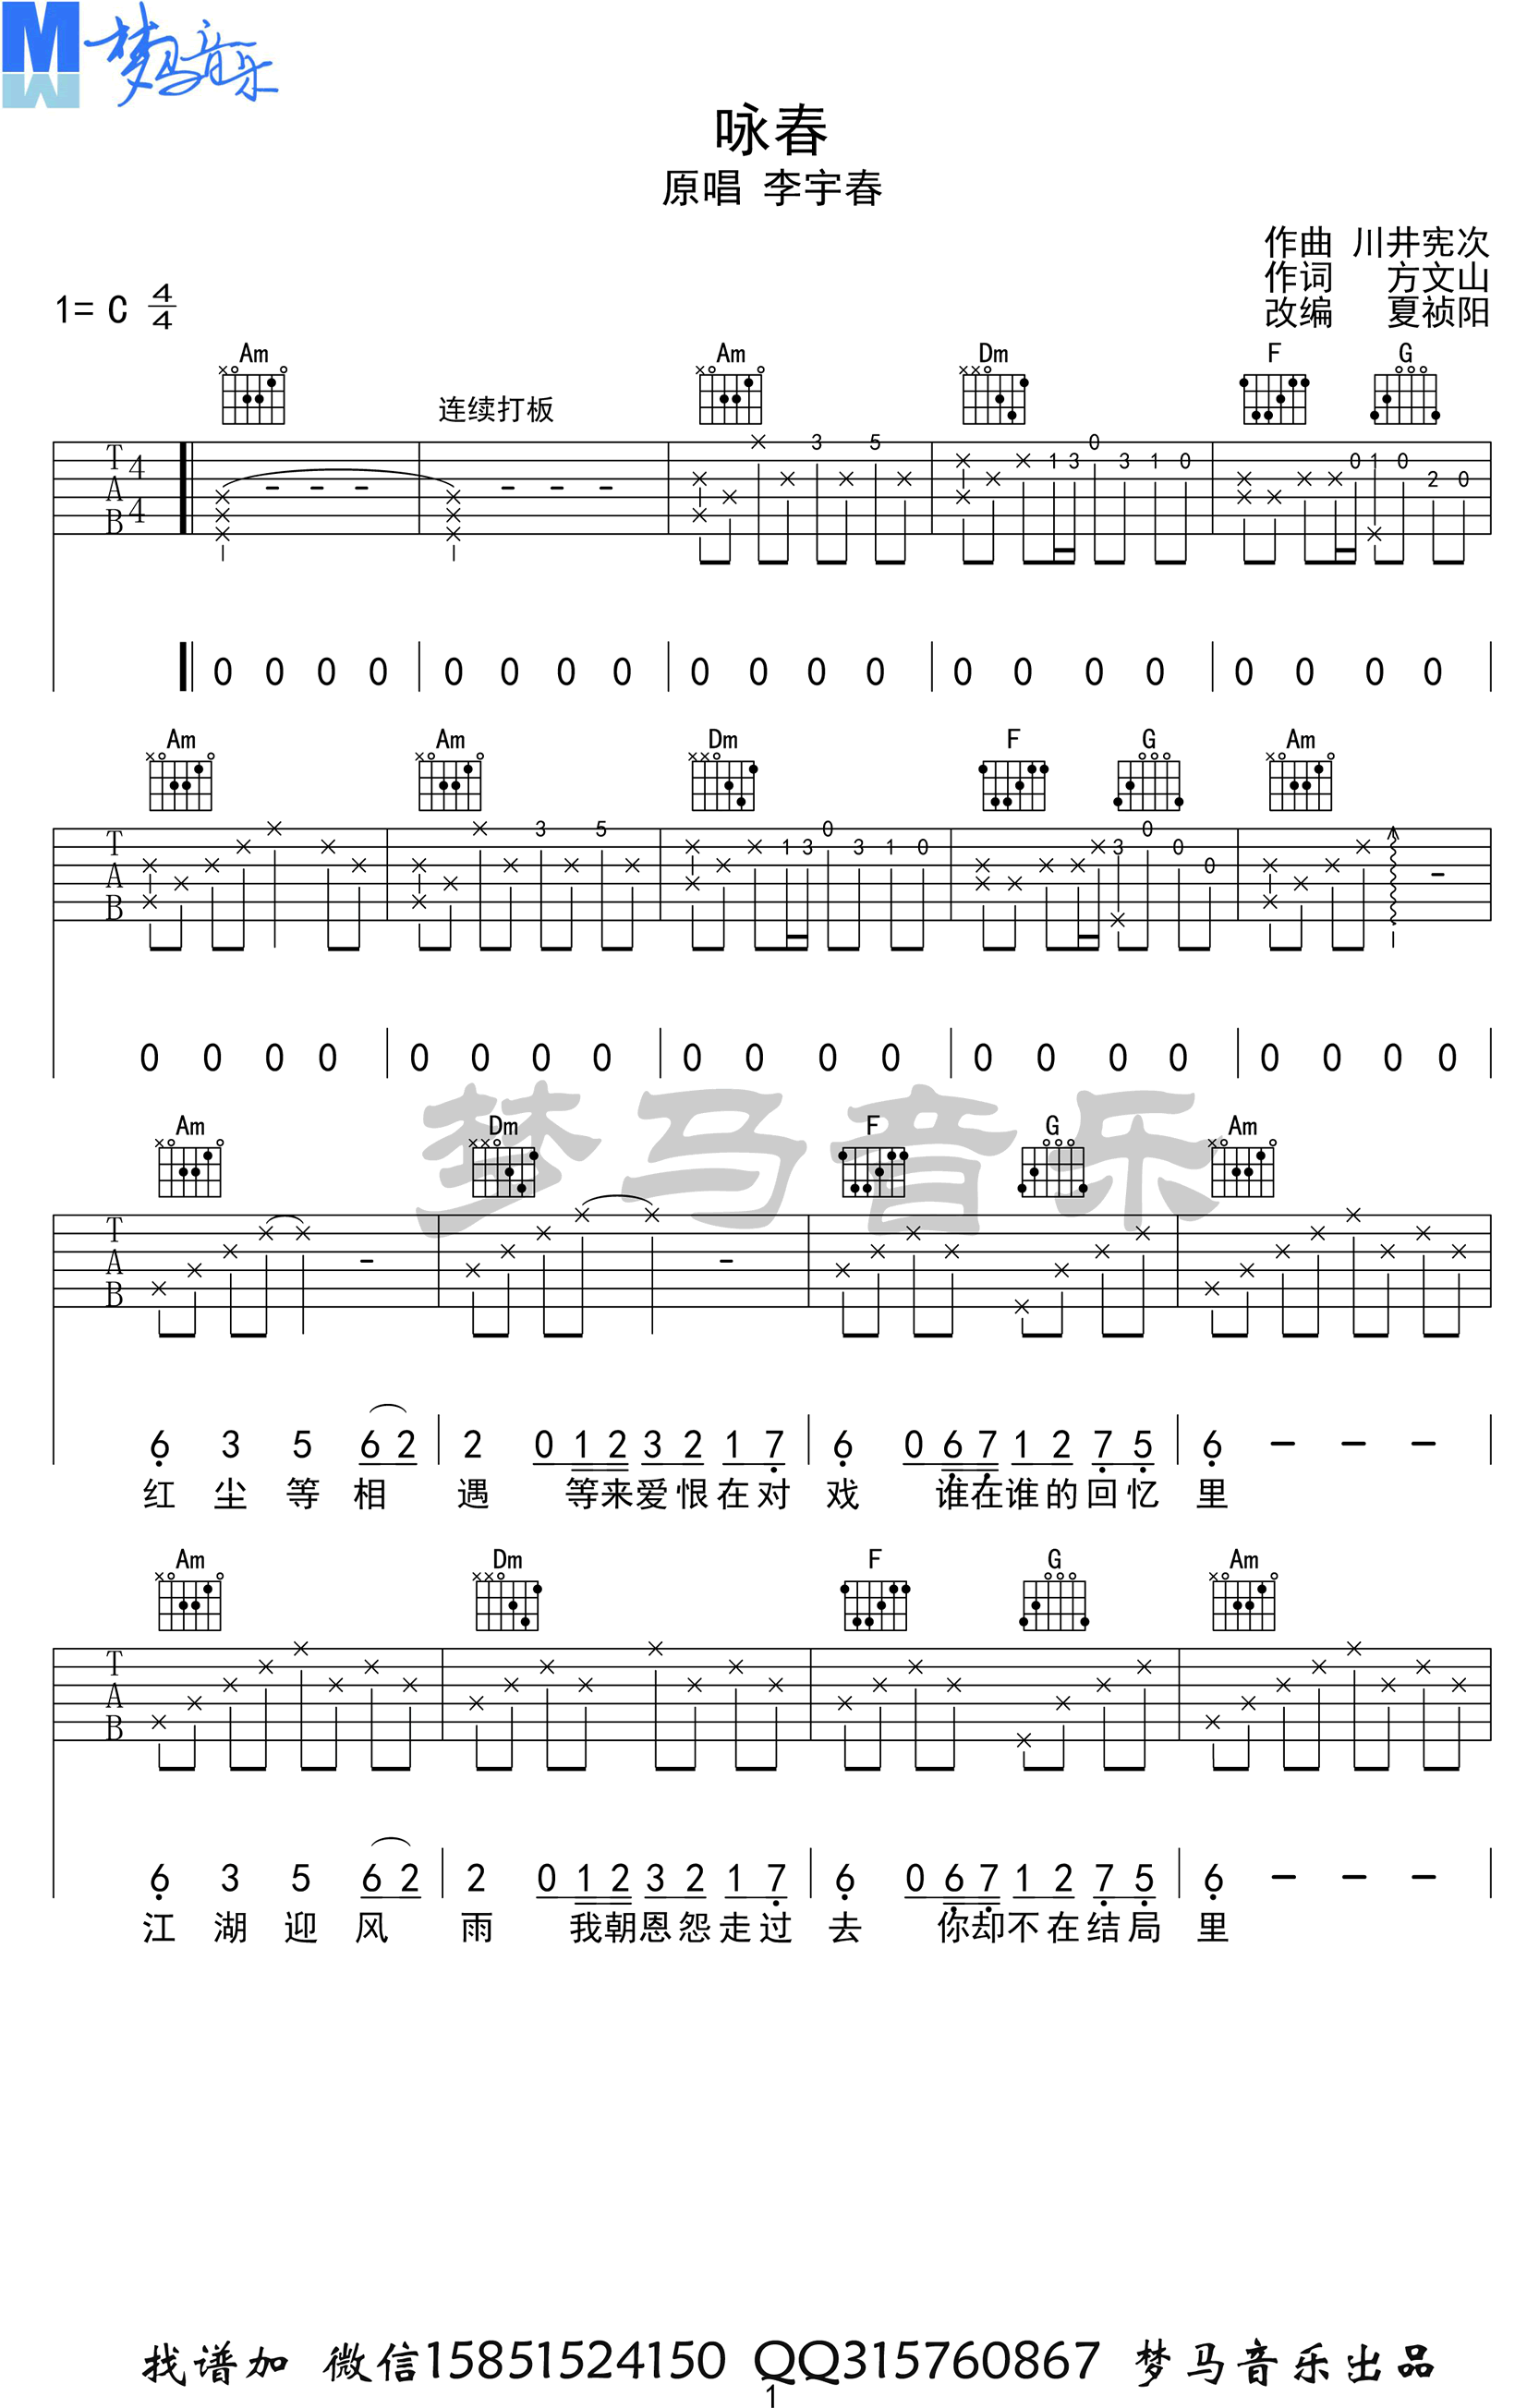 M 梦马音乐
咏春
原唱 李宇春
作曲 川井宪次
作词 方文山
改编 夏祯阳
1= C 4/4
Am Am Dm F G
连续打板
T A B 4 4 3 5 1 3 0 3 1 0 0 1 0 2 0
0 0 0 0 0 0 0 0 0 0 0 0 0 0 0 0 0 0 0 0
Am Am Dm F G Am
T A B 3 5 1 3 0 3 1 0 3 0 0 0
0 0 0 0 0 0 0 0 0 0 0 0 0 0 0 0 0 0 0 0
梦马音乐
Am Dm F G Am
T A B
6 3 5 6 2 2 0 1 2 3 2 1 7 6 0 6 7 1 2 7 5 6 - - -
红 尘 等 相 遇 等来爱恨在对 戏 谁在谁的回忆 里
Am Dm F G Am
T A B
6 3 5 6 2 2 0 1 2 3 2 1 7 6 0 6 7 1 2 7 5 6 - - -
江 湖 迎 风 雨 我朝恩怨走过 去 你却不在结局 里
找谱加 微信15851524150 QQ315760867 梦马音乐出品
1